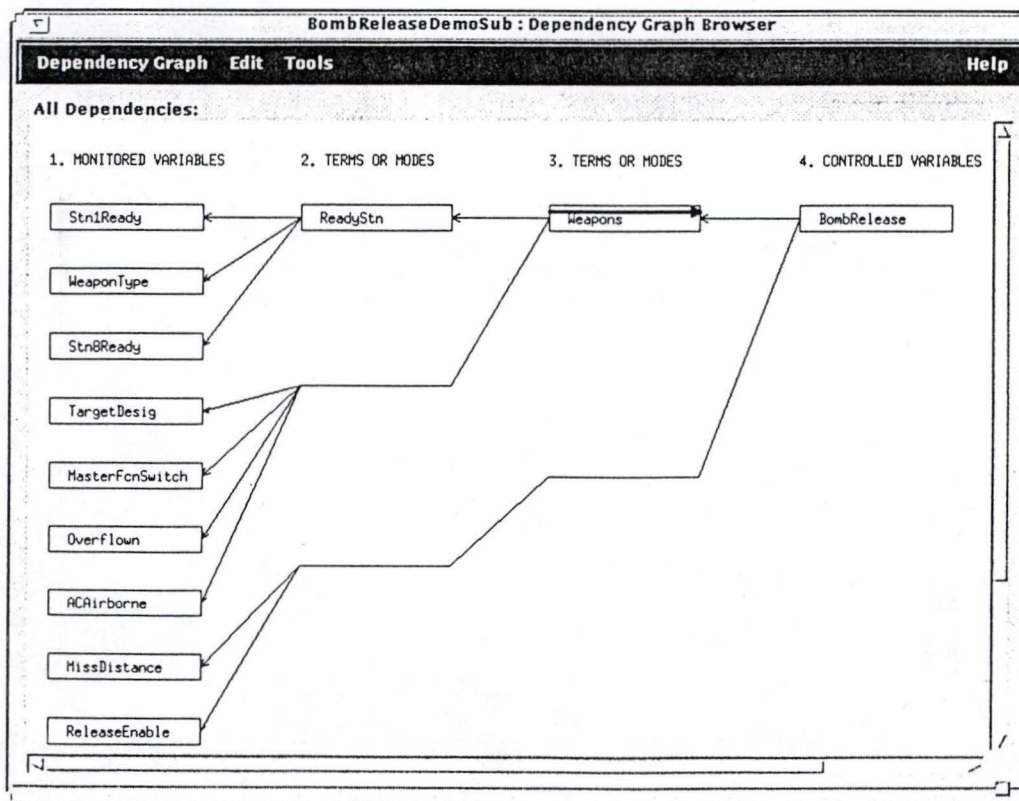 BombReleaseDemoSub : Dependency Graph Browser
Dependency Graph Edit Tools Help
All Dependencies:
1. MONITORED VARIABLES 2. TERMS OR MODES 3. TERMS OR MODES 4. CONTROLLED VARIABLES
Stn1Ready ReadyStn Weapons BombRelease
WeaponType
Stn8Ready
TargetDesig
MasterFcnSwitch
Overflown
ACAirborne
MissDistance
ReleaseEnable